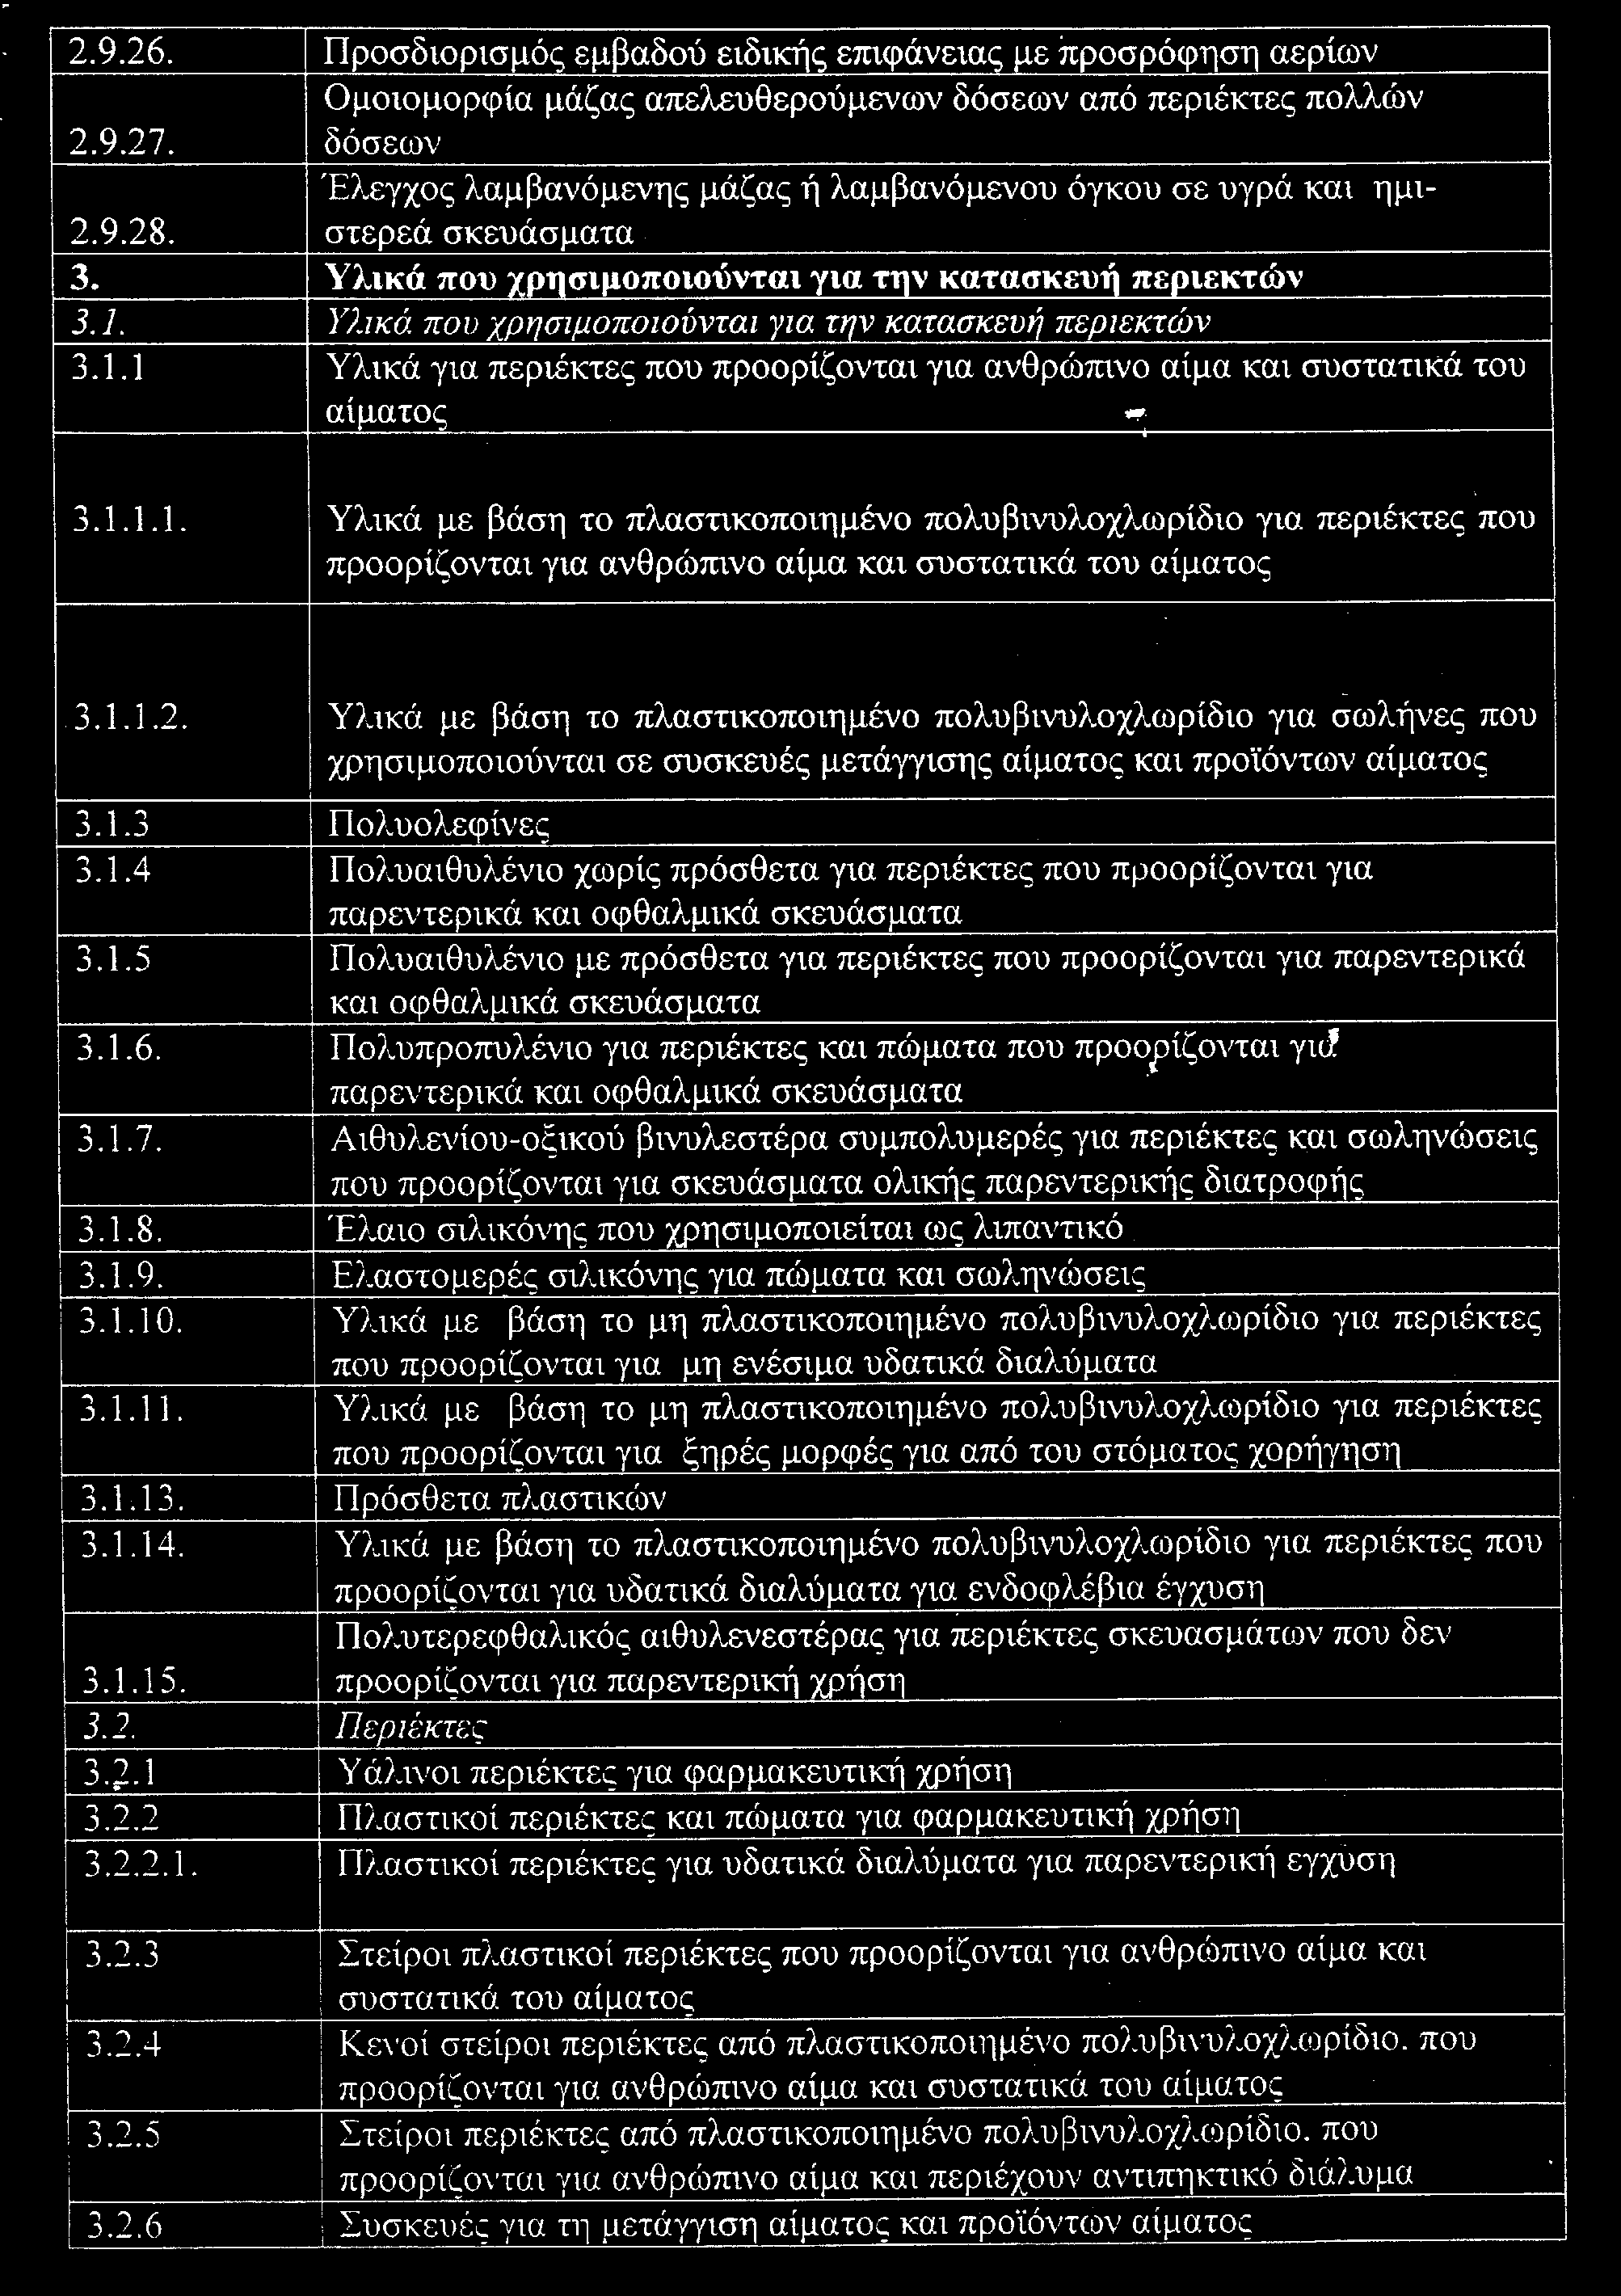 2.9.26. Προσδιορισμός εμβαδού ειδικής επιφάνειας με προσρόφηση αερίων
Ομοιομορφία μάζας απελευθερούμενων δόσεων από περιέκτες πολλών
2.9.27. δόσεων
Έλεγχος λαμβανόμενης μάζας ή λαμβανόμενου όγκου σε υγρά και ημι-
2.9.28. στερεά σκευάσματα
3. Υλικά που χρησιμοποιούνται για την κατασκευή περιεκτών
3.1. Υλικά που χρησιμοποιούνται για την κατασκευή περιεκτών
3.1.1 Υλικά για περιέκτες που προορίζονται για ανθρώπινο αίμα και συστατικά του
αίματος
3.1.1.1. Υλικά με βάση το πλαστικοποιημένο πολυβινυλοχλωρίδιο για περιέκτες που
προορίζονται για ανθρώπινο αίμα και συστατικά του αίματος
3.1.1.2. Υλικά με βάση το πλαστικοποιημένο πολυβινυλοχλωρίδιο για σωλήνες που
χρησιμοποιούνται σε συσκευές μετάγγισης αίματος και προϊόντων αίματος
3.1.3 Πολυολεφίνες
3.1.4 Πολυαιθυλένιο χωρίς πρόσθετα για περιέκτες που προορίζονται για
παρεντερικά και οφθαλμικά σκευάσματα
3.1.5 Πολυαιθυλένιο με πρόσθετα για περιέκτες που προορίζονται για παρεντερικά
και οφθαλμικά σκευάσματα
3.1.6. Πολυπροπυλένιο για περιέκτες και πώματα που προορίζονται για
παρεντερικά και οφθαλμικά σκευάσματα
3.1.7. Αιθυλενίου-οξικού βινυλεστέρα συμπολυμερές για περιέκτες και σωληνώσεις
που προορίζονται για σκευάσματα ολικής παρεντερικής διατροφής
3.1.8. Έλαιο σιλικόνης που χρησιμοποιείται ως λιπαντικό
3.1.9. Ελαστομερές σιλικόνης για πώματα και σωληνώσεις
3.1.10. Υλικά με βάση το μη πλαστικοποιημένο πολυβινυλοχλωρίδιο για περιέκτες
που προορίζονται για μη ενέσιμα υδατικά διαλύματα
3.1.11. Υλικά με βάση το μη πλαστικοποιημένο πολυβινυλοχλωρίδιο για περιέκτες
που προορίζονται για ξηρές μορφές για από του στόματος χορήγηση
3.1.13. Πρόσθετα πλαστικών
3.1.14. Υλικά με βάση το πλαστικοποιημένο πολυβινυλοχλωρίδιο για περιέκτες που
προορίζονται για υδατικά διαλύματα για ενδοφλέβια έγχυση
Πολυτερεφθαλικός αιθυλενεστέρας για περιέκτες σκευασμάτων που δεν
3.1.15. προορίζονται για παρεντερική χρήση
3.2. Περιέκτες
3.2.1 Υάλινοι περιέκτες για φαρμακευτική χρήση
3.2.2 Πλαστικοί περιέκτες και πώματα για φαρμακευτική χρήση
3.2.2.1. Πλαστικοί περιέκτες για υδατικά διαλύματα για παρεντερική εγχύση
3.2.3 Στείροι πλαστικοί περιέκτες που προορίζονται για ανθρώπινο αίμα και
συστατικά του αίματος
3.2.4 Κενοί στείροι περιέκτες από πλαστικοποιημένο πολυβινυλοχλωρίδιο. που
προορίζονται για ανθρώπινο αίμα και συστατικά του αίματος
3.2.5 Στείροι περιέκτες από πλαστικοποιημένο πολυβινυλοχλωρίδιο. που
προορίζονται για ανθρώπινο αίμα και περιέχουν αντιπηκτικό διάλυμα
3.2.6 Συσκευές για τη μετάγγιση αίματος και προϊόντων αίματος